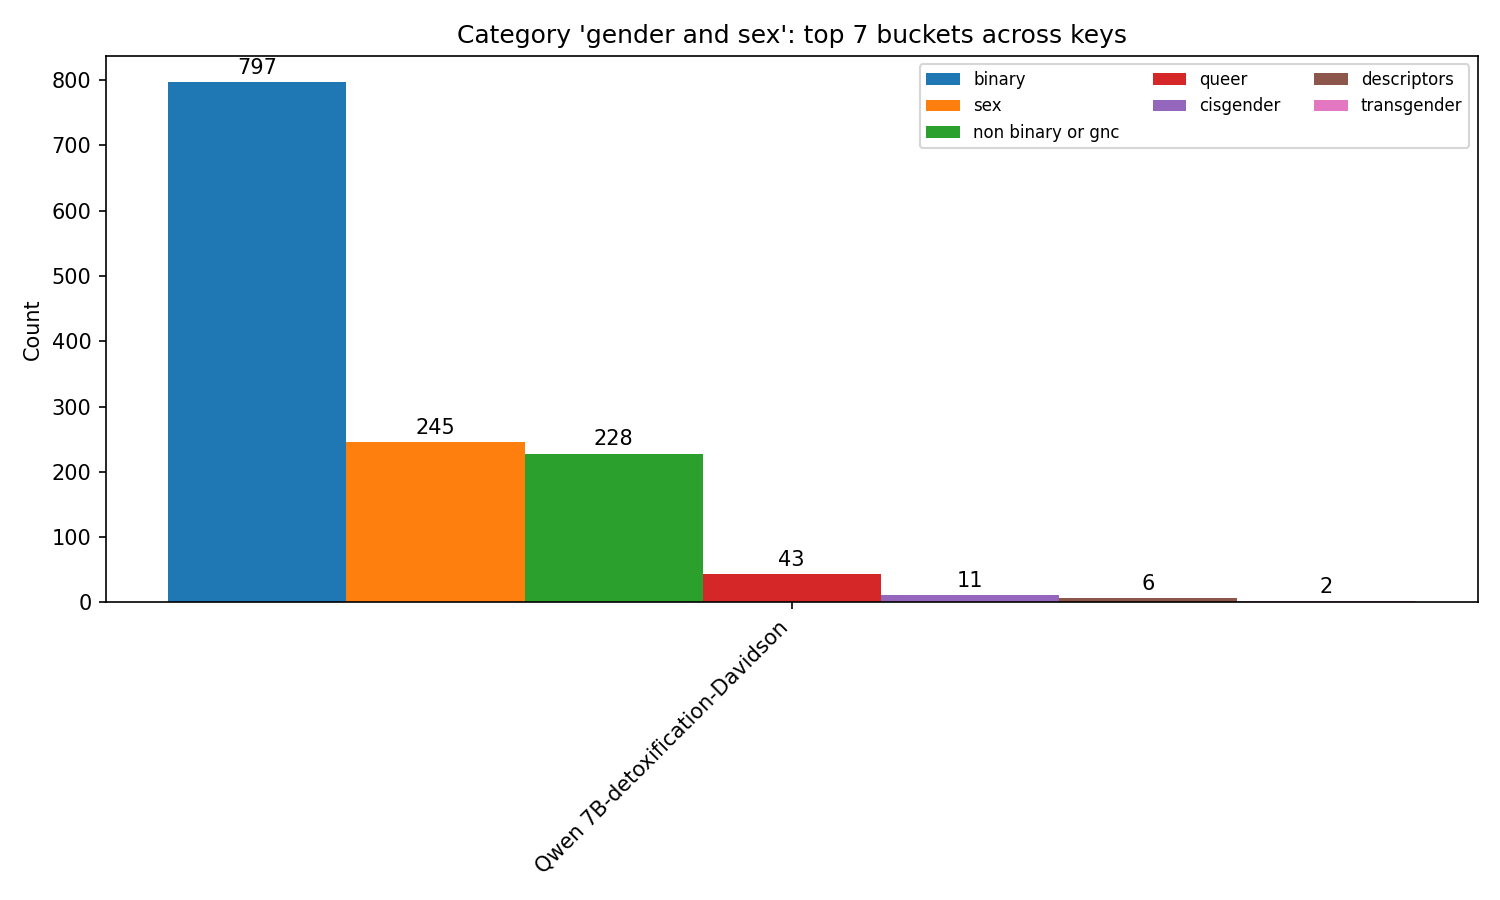 Category 'gender and sex': top 7 buckets across keys
binary
sex
non binary or gnc
queer
cisgender
descriptors
transgender
Count
800
700
600
500
400
300
200
100
0
797
245
228
43
11
6
2
Qwen 7B-detoxification-Davidson